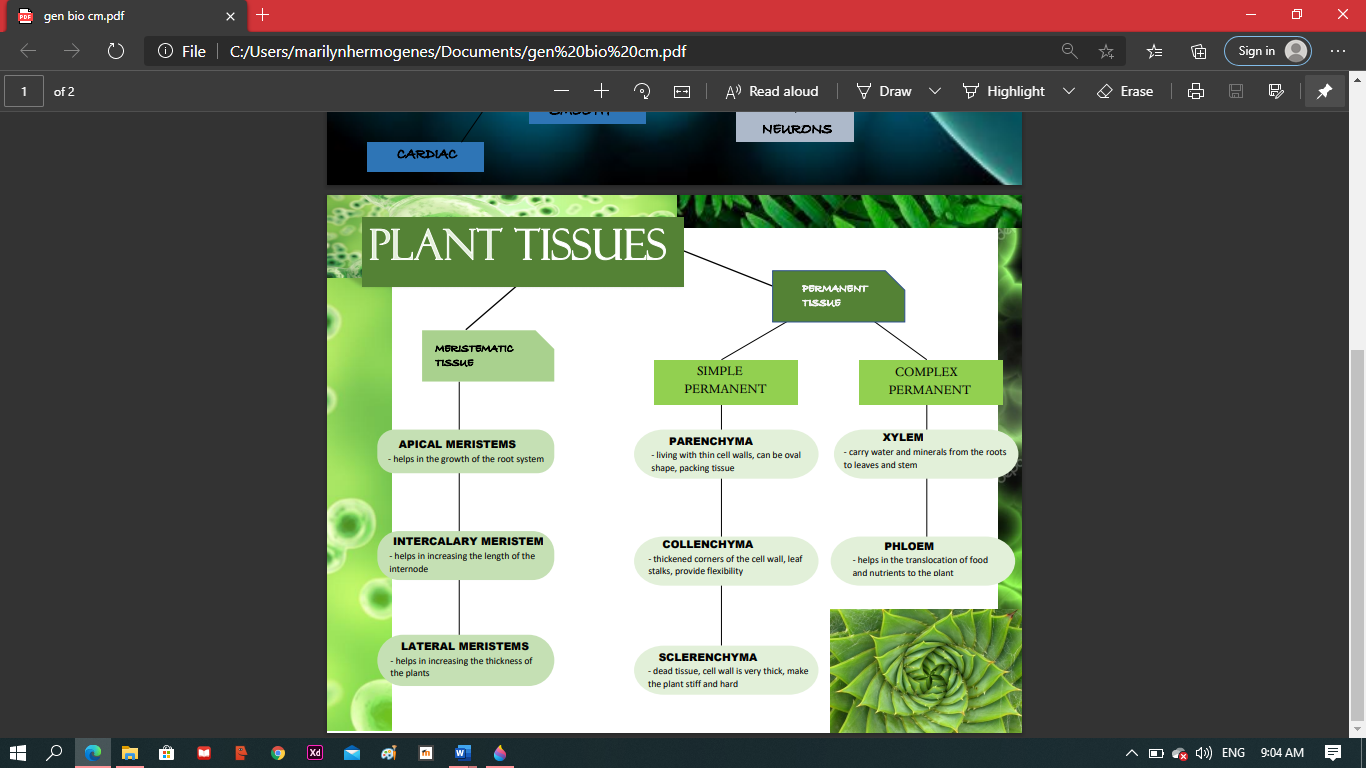 gen bio cm.pdf
File
C:/Users/marilynhermogenes/Documents/gen%20bio%20cm.pdf
Sign in
1 of 2
Read aloud
Draw
Highlight
Erase
SMOOTH
NEURONS
CARDIAC
PLANT TISSUES
PERMANENT
TISSUE
MERISTEMATIC
TISSUE
SIMPLE
PERMANENT
COMPLEX
PERMANENT
APICAL MERISTEMS
- helps in the growth of the root system
PARENCHYMA
- living with thin cell walls, can be oval
shape, packing tissue
XYLEM
- carry water and minerals from the roots
to leaves and stem
INTERCALARY MERISTEM
- helps in increasing the length of the
internode
COLLENCHYMA
- thickened corners of the cell wall, leaf
stalks, provide flexibility
PHLOEM
- helps in the translocation of food
and nutrients to the plant
LATERAL MERISTEMS
- helps in increasing the thickness of
the plants
SCLERENCHYMA
- dead tissue, cell wall is very thick, make
the plant stiff and hard
ENG
9:04 AM